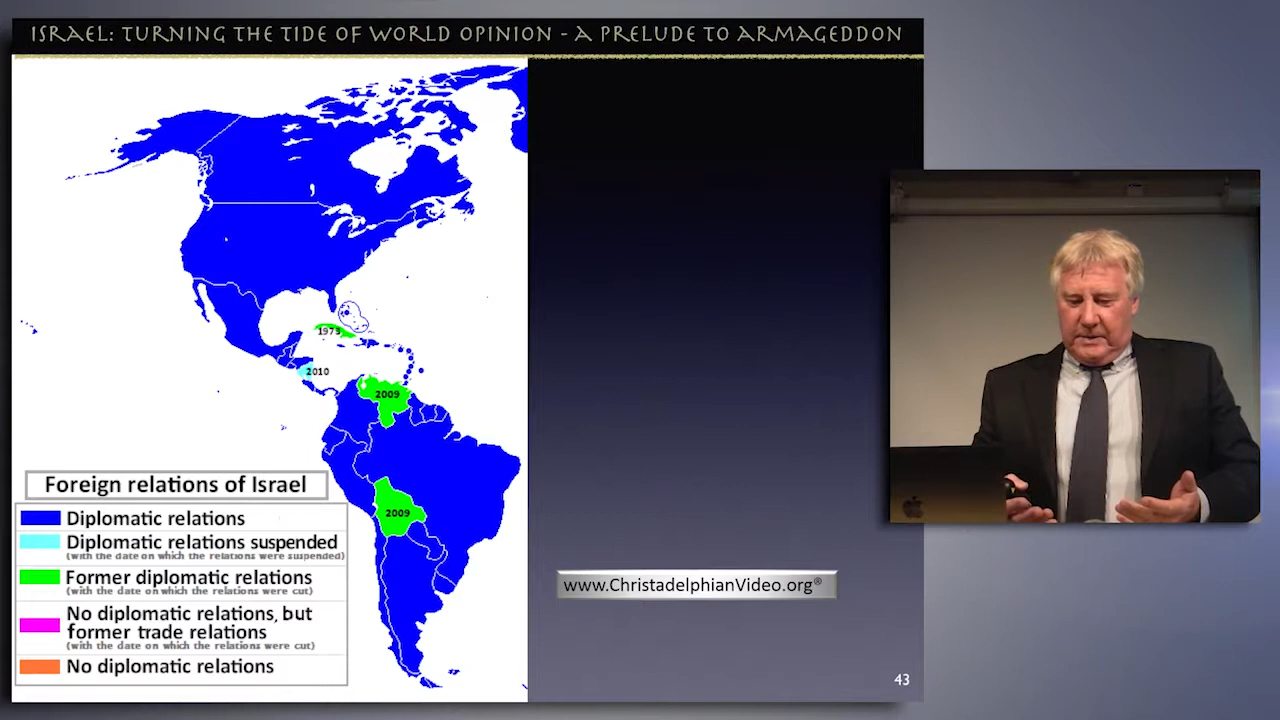 ISRAEL: TURNING THE TIDE OF WORLD OPINION - A PRELUDE TO ARMAGEDDON
1973
2010
2009
2009
Foreign relations of Israel
Diplomatic relations
Diplomatic relations suspended
(with the date on which the relations were suspended)
Former diplomatic relations
(with the date on which the relations were cut)
No diplomatic relations, but
former trade relations
(with the date on which the relations were cut)
No diplomatic relations
www.ChristadelphianVideo.org®
43